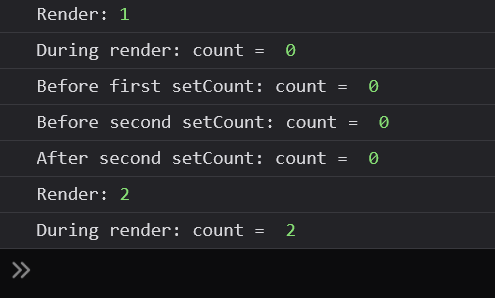 Render: 1
During render: count =  0
Before first setCount: count =  0
Before second setCount: count =  0
After second setCount: count =  0
Render: 2
During render: count =  2